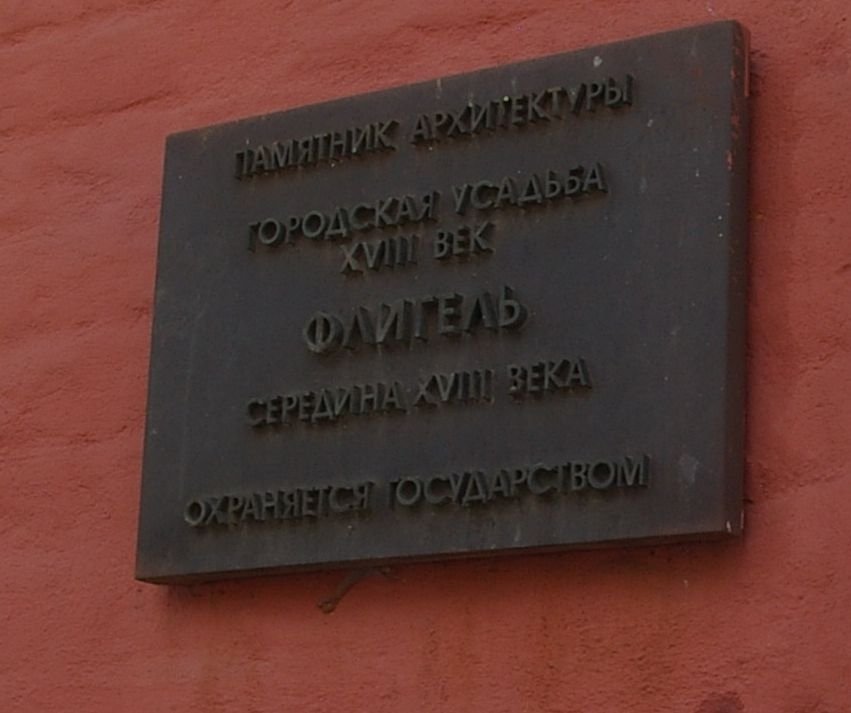 ПАМЯТНИК АРХИТЕКТУРЫ
ГОРОДСКАЯ УСАДЬБА
XVIII ВЕК
ФЛИГЕЛЬ
СЕРЕДИНА XVIII ВЕКА
ОХРАНЯЕТСЯ ГОСУДАРСТВОМ